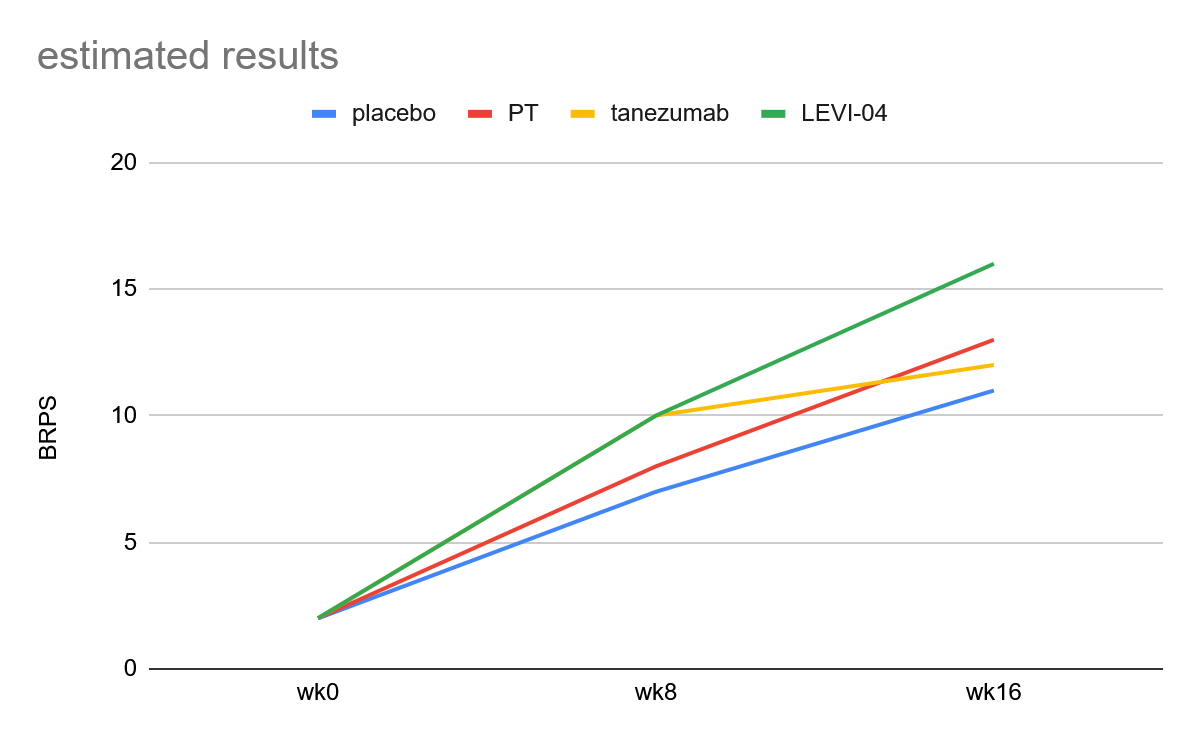 estimated results
placebo PT tanezumab LEVI-04
20
15
10
5
0
BRPS
wk0 wk8 wk16